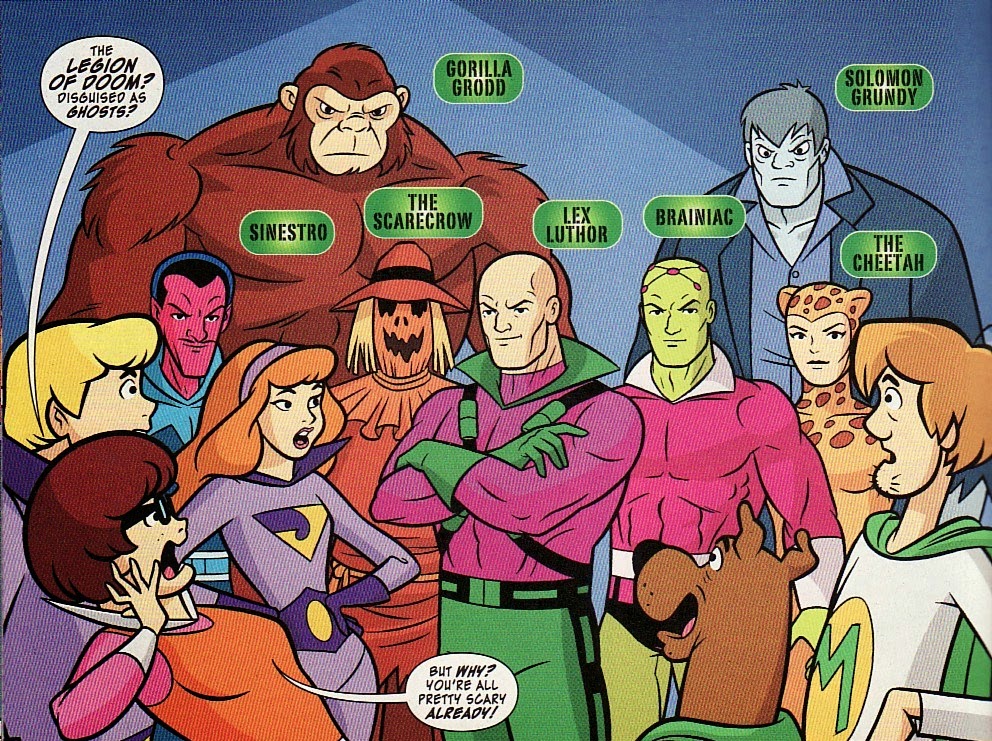 THE
LEGION
OF DOOM?
DISGUISED AS
GHOSTS?
GORILLA
GRODD
SOLOMON
GRUNDY
SINESTRO
THE
SCARECROW
LEX
LUTHOR
BRAINIAC
THE
CHEETAH
M
BUT WHY?
YOU'RE ALL
PRETTY SCARY
ALREADY!